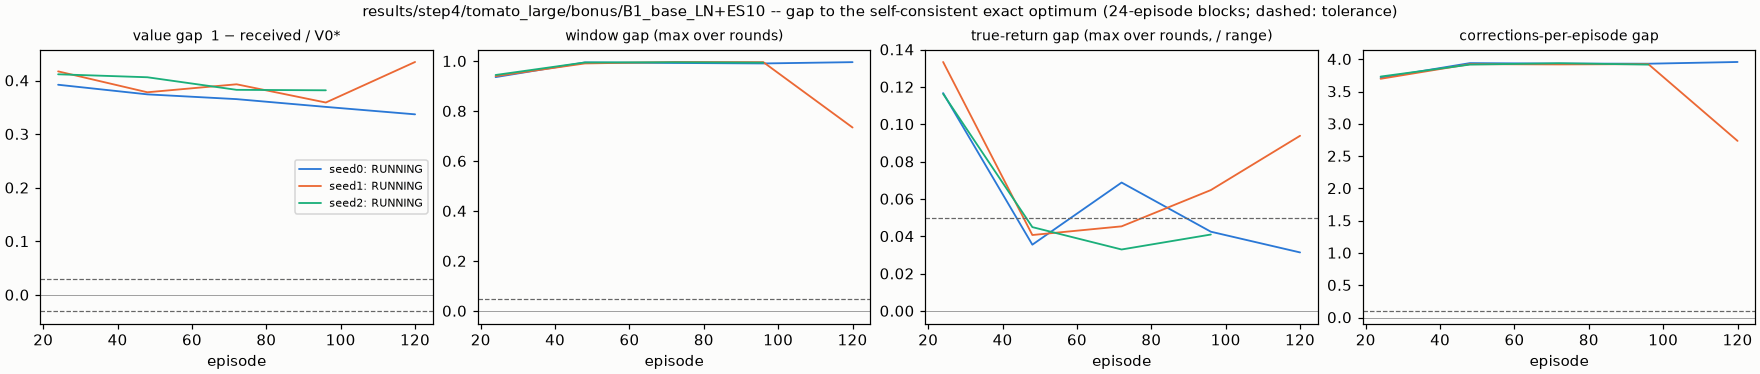 results/step4/tomato_large/bonus/B1_base_LN+ES10 -- gap to the self-consistent exact optimum (24-episode blocks; dashed: tolerance)
value gap 1 − received / V0*
0.4
0.3
0.2
0.1
0.0
20 40 60 80 100 120
episode
seed0: RUNNING
seed1: RUNNING
seed2: RUNNING
window gap (max over rounds)
1.0
0.8
0.6
0.4
0.2
0.0
20 40 60 80 100 120
episode
true-return gap (max over rounds, / range)
0.14
0.12
0.10
0.08
0.06
0.04
0.02
0.00
20 40 60 80 100 120
episode
corrections-per-episode gap
4.0
3.5
3.0
2.5
2.0
1.5
1.0
0.5
0.0
20 40 60 80 100 120
episode